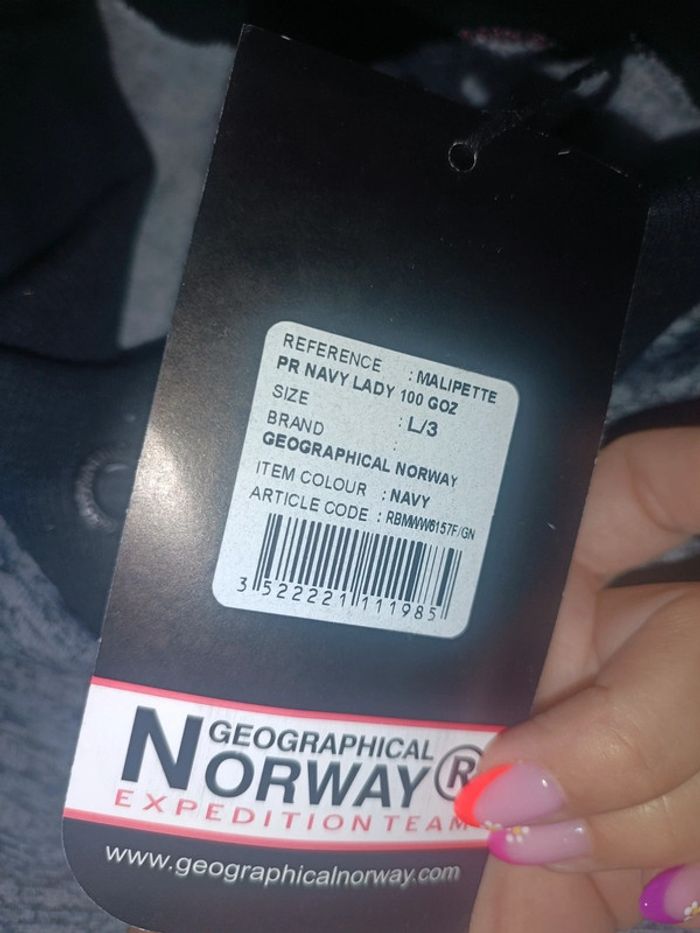 REFERENCE : MALIPETTE
PR NAVY LADY 100 GOZ
SIZE : L/3
BRAND :
GEOGRAPHICAL NORWAY
ITEM COLOUR : NAVY
ARTICLE CODE : RBMWW6157F/GN
3 522221 111985
GEOGRAPHICAL
NORWAY®
EXPEDITION TEAM
www.geographicalnorway.com